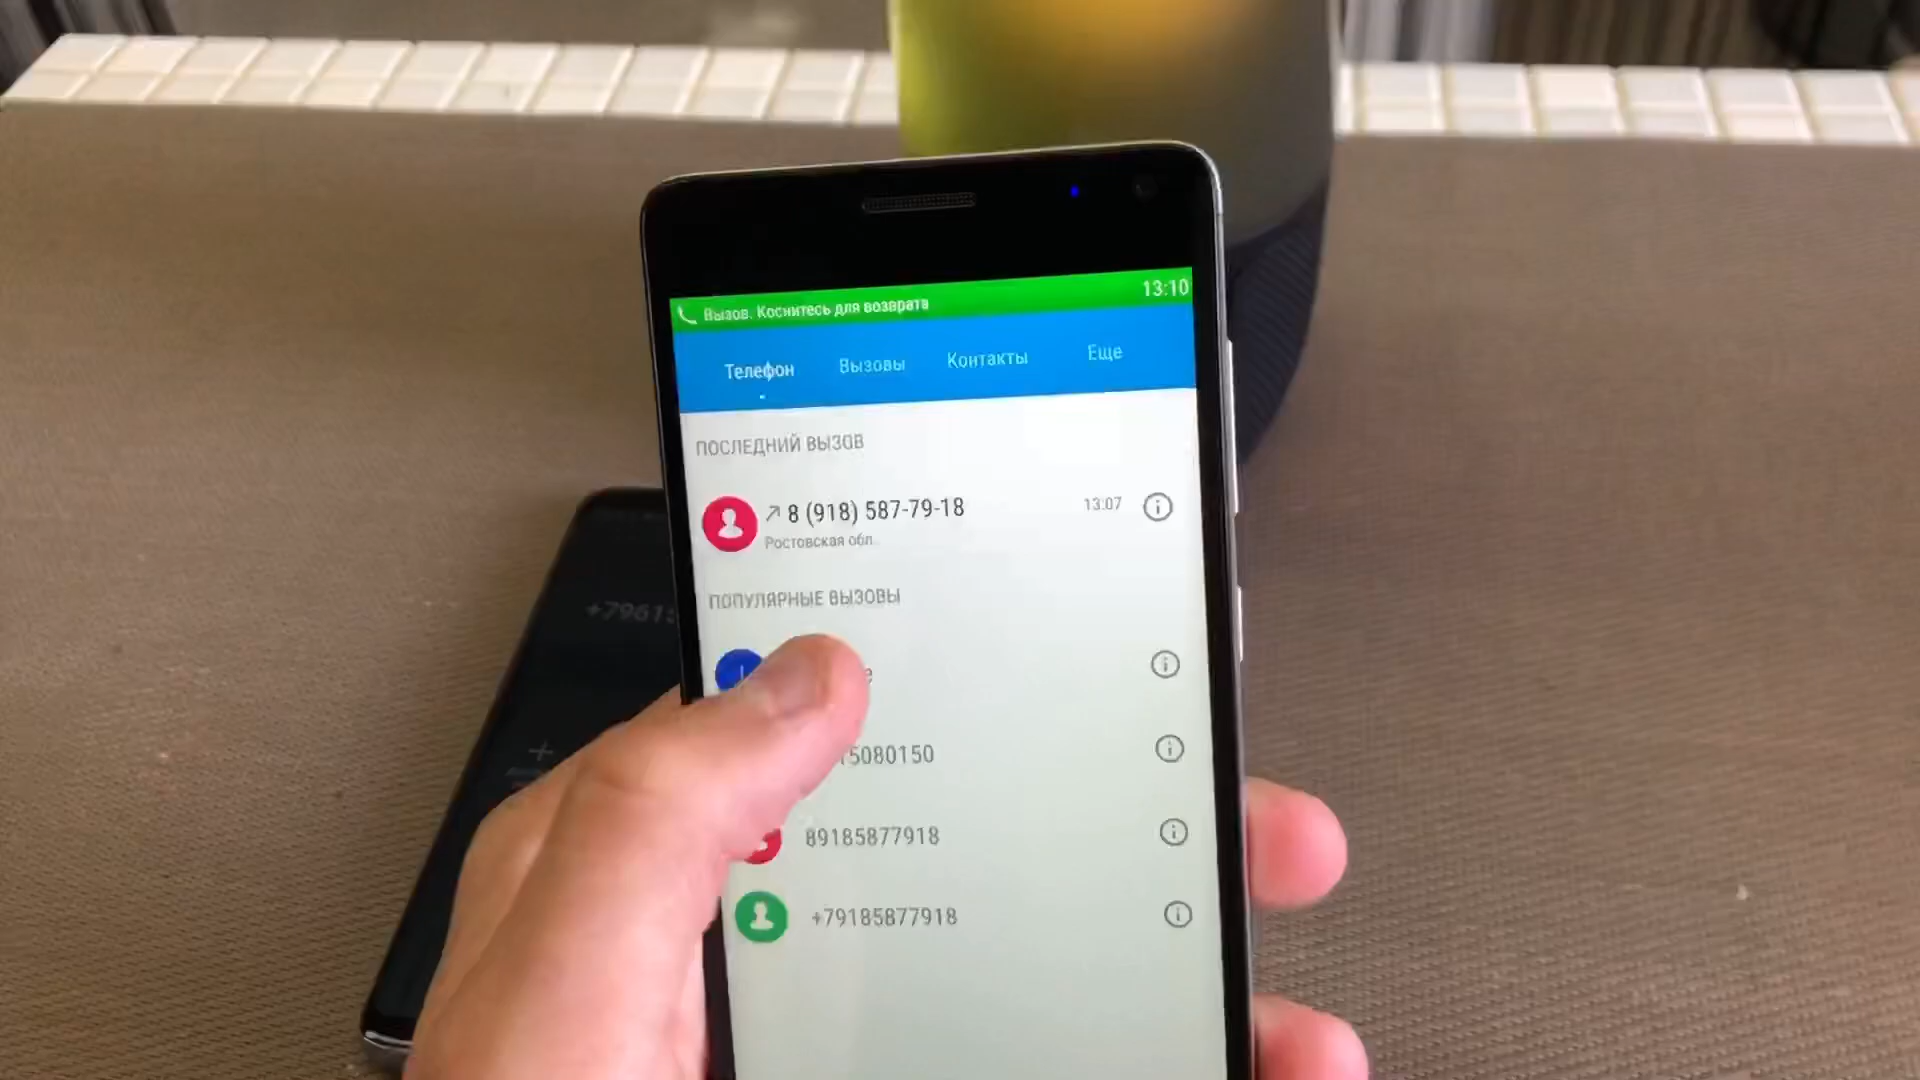 Вызов. Коснитесь для возврата 13:10
Телефон Вызовы Контакты Еще
ПОСЛЕДНИЙ ВЫЗОВ
8 (918) 587-79-18 13:07
Ростовская обл.
ПОПУЛЯРНЫЕ ВЫЗОВЫ
5080150
89185877918
+79185877918
+7961